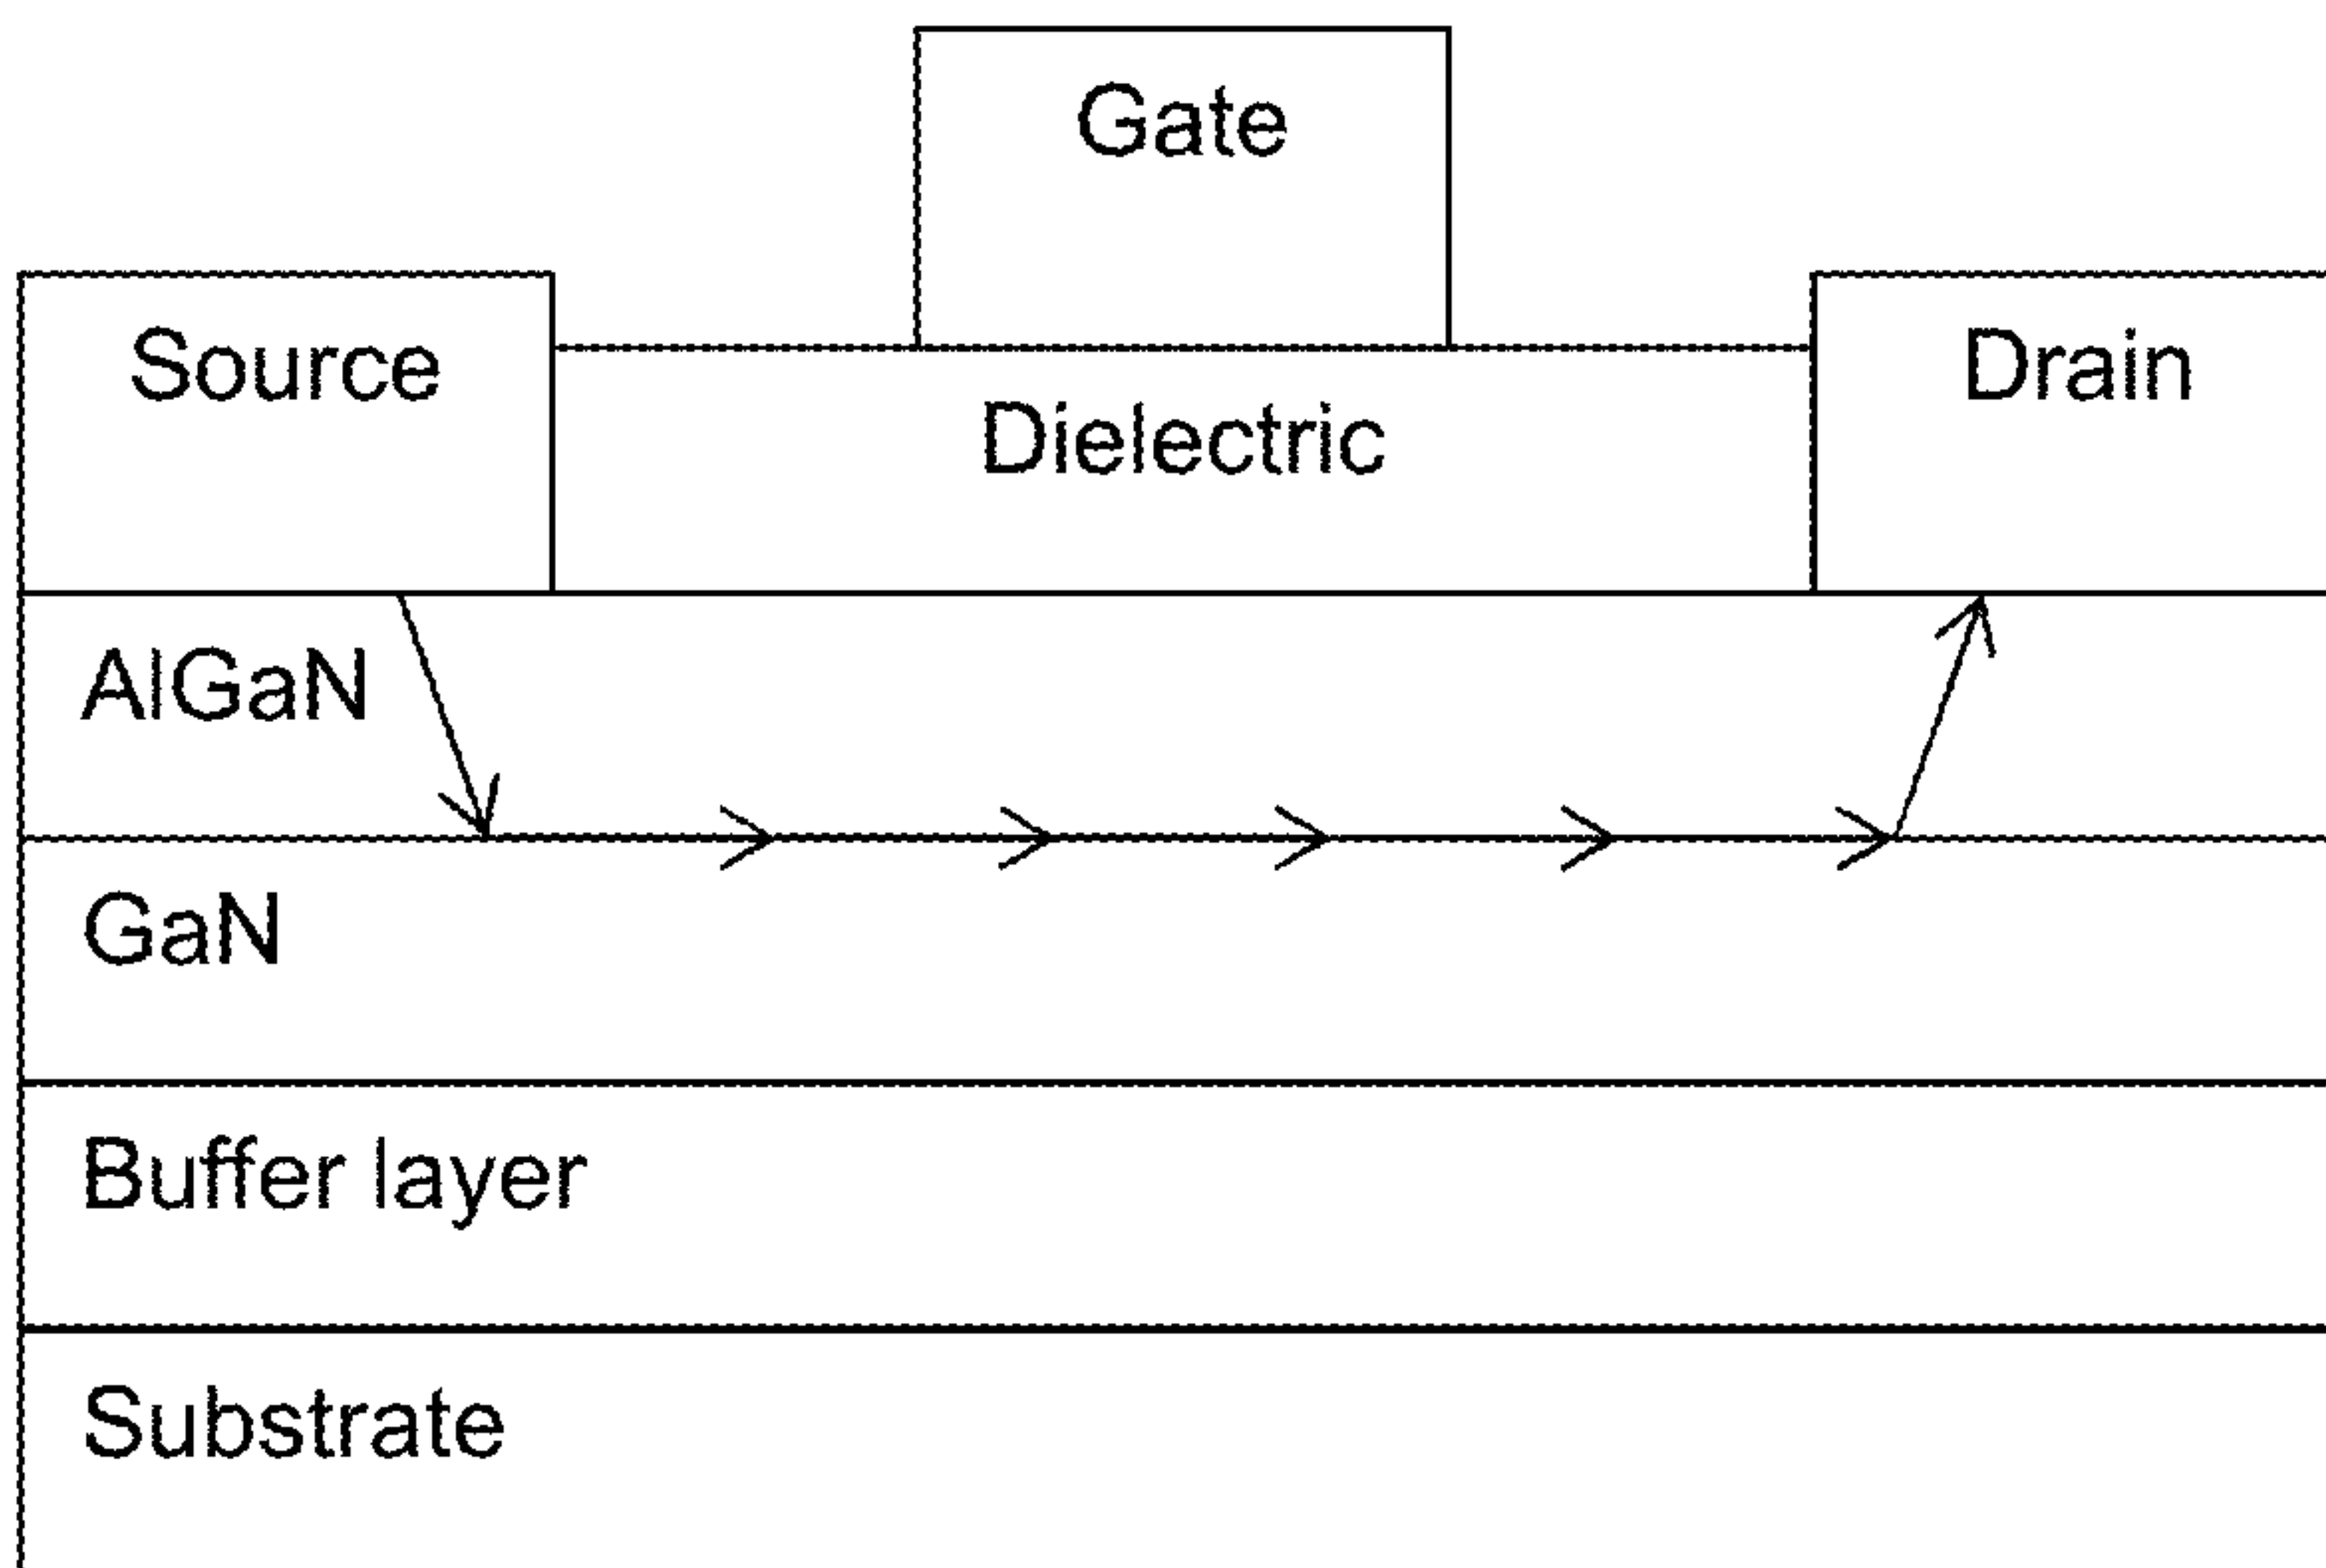 Gate
Source
Drain
Dielectric
AlGaN
GaN
Buffer layer
Substrate